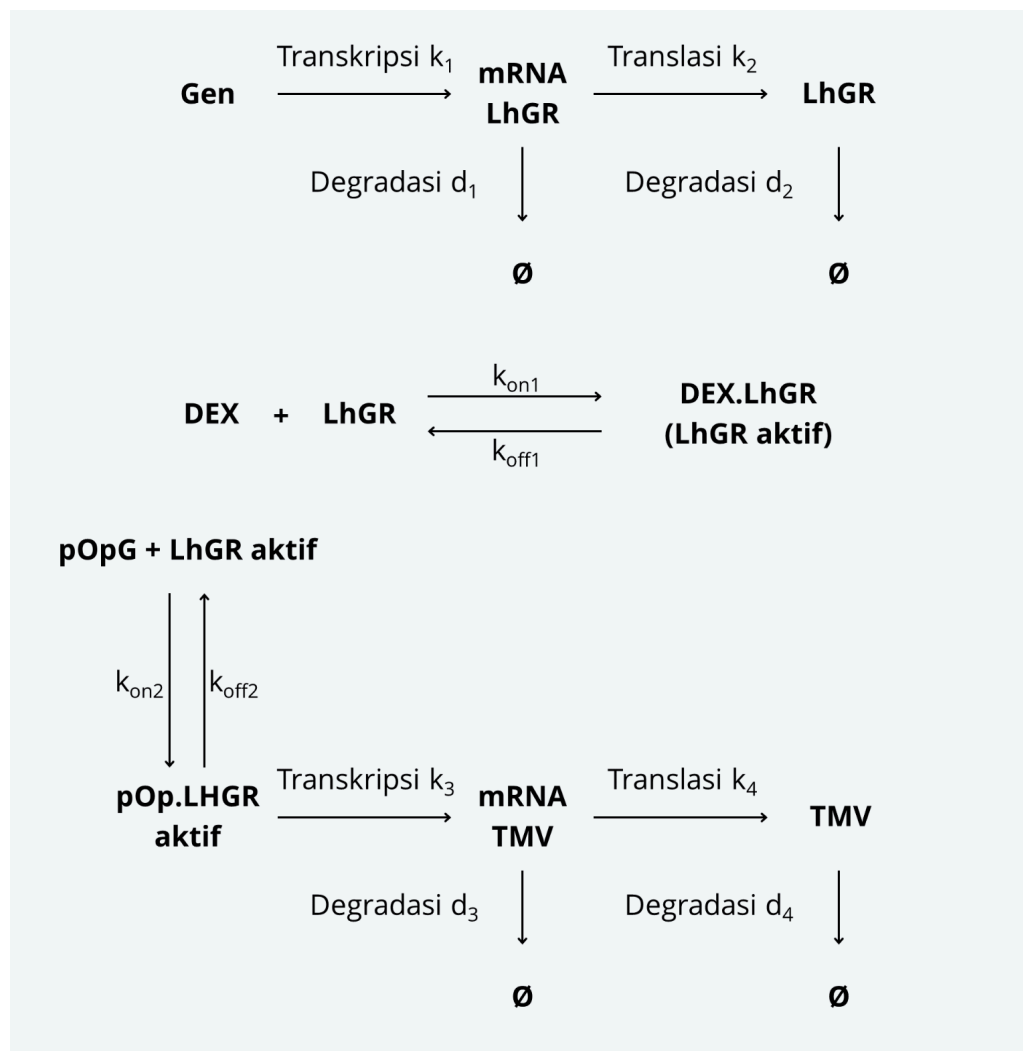 Transkripsi k₁
Translasi k₂
Gen
mRNA
LhGR
LhGR
Degradasi d₁
Degradasi d₂
Ø
Ø
kon1
DEX + LhGR
DEX.LhGR
(LhGR aktif)
koff1
pOpG + LhGR aktif
kon2
koff2
pOp.LHGR
aktif
Transkripsi k₃
mRNA
TMV
Translasi k₄
TMV
Degradasi d₃
Degradasi d₄
Ø
Ø